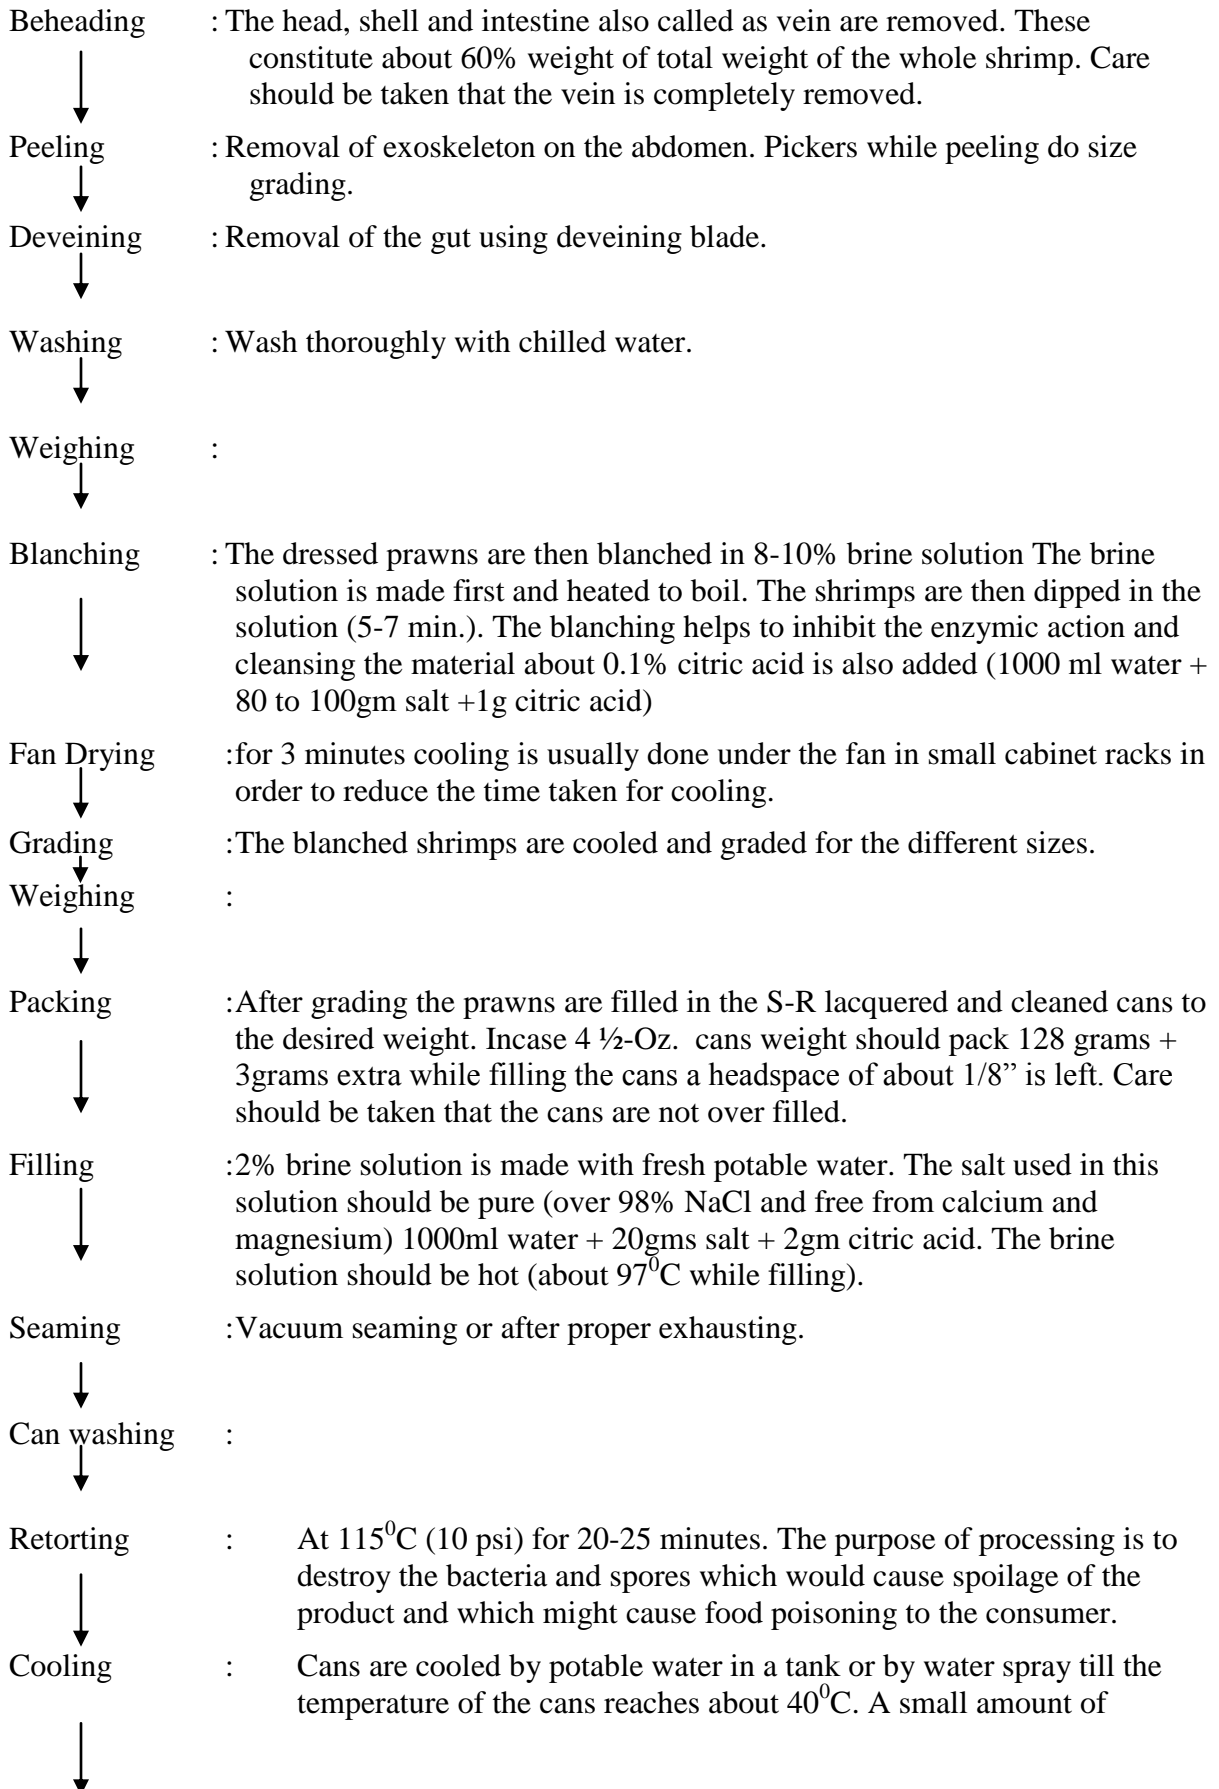 Beheading : The head, shell and intestine also called as vein are removed. These
constitute about 60% weight of total weight of the whole shrimp. Care
should be taken that the vein is completely removed.
Peeling : Removal of exoskeleton on the abdomen. Pickers while peeling do size
grading.
Deveining : Removal of the gut using deveining blade.
Washing : Wash thoroughly with chilled water.
Weighing :
Blanching : The dressed prawns are then blanched in 8-10% brine solution The brine
solution is made first and heated to boil. The shrimps are then dipped in the
solution (5-7 min.). The blanching helps to inhibit the enzymic action and
cleansing the material about 0.1% citric acid is also added (1000 ml water +
80 to 100gm salt +1g citric acid)
Fan Drying :for 3 minutes cooling is usually done under the fan in small cabinet racks in
order to reduce the time taken for cooling.
Grading :The blanched shrimps are cooled and graded for the different sizes.
Weighing :
Packing :After grading the prawns are filled in the S-R lacquered and cleaned cans to
the desired weight. Incase 4 ½-Oz. cans weight should pack 128 grams +
3grams extra while filling the cans a headspace of about 1/8” is left. Care
should be taken that the cans are not over filled.
Filling :2% brine solution is made with fresh potable water. The salt used in this
solution should be pure (over 98% NaCl and free from calcium and
magnesium) 1000ml water + 20gms salt + 2gm citric acid. The brine
solution should be hot (about 97⁰C while filling).
Seaming :Vacuum seaming or after proper exhausting.
Can washing :
Retorting : At 115⁰C (10 psi) for 20-25 minutes. The purpose of processing is to
destroy the bacteria and spores which would cause spoilage of the
product and which might cause food poisoning to the consumer.
Cooling : Cans are cooled by potable water in a tank or by water spray till the
temperature of the cans reaches about 40⁰C. A small amount of